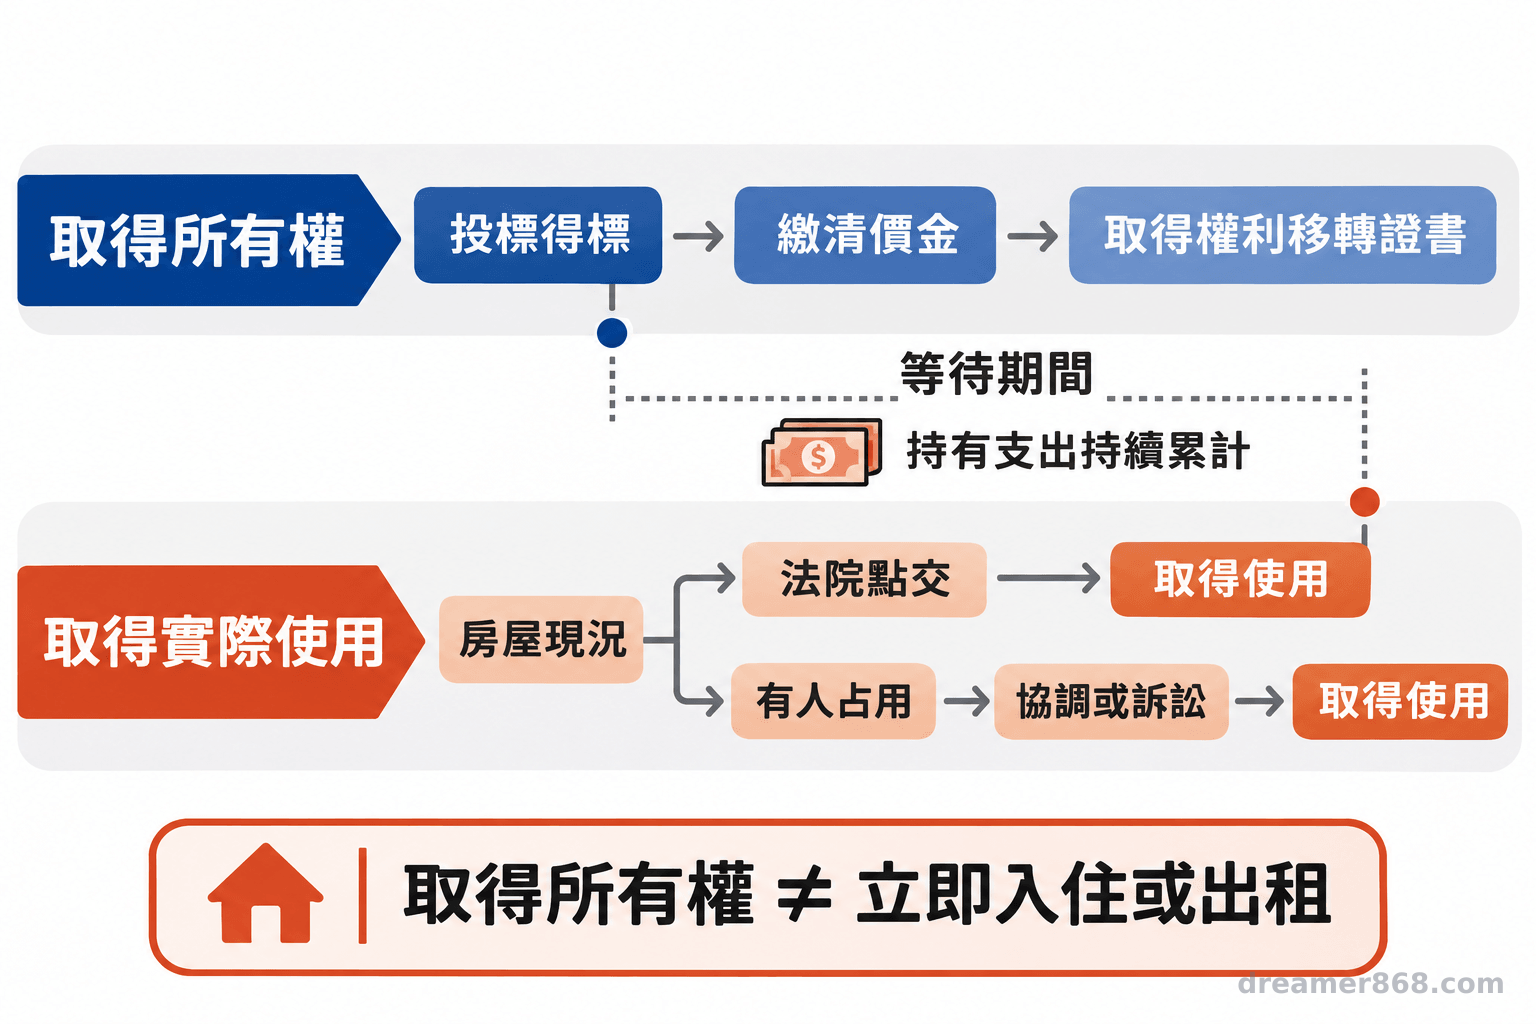 取得所有權
投標得標
繳清價金
取得權利移轉證書
等待期間
$
持有支出持續累計
取得實際使用
房屋現況
法院點交
取得使用
有人占用
協調或訴訟
取得使用
取得所有權 ≠ 立即入住或出租
dreamer868.com